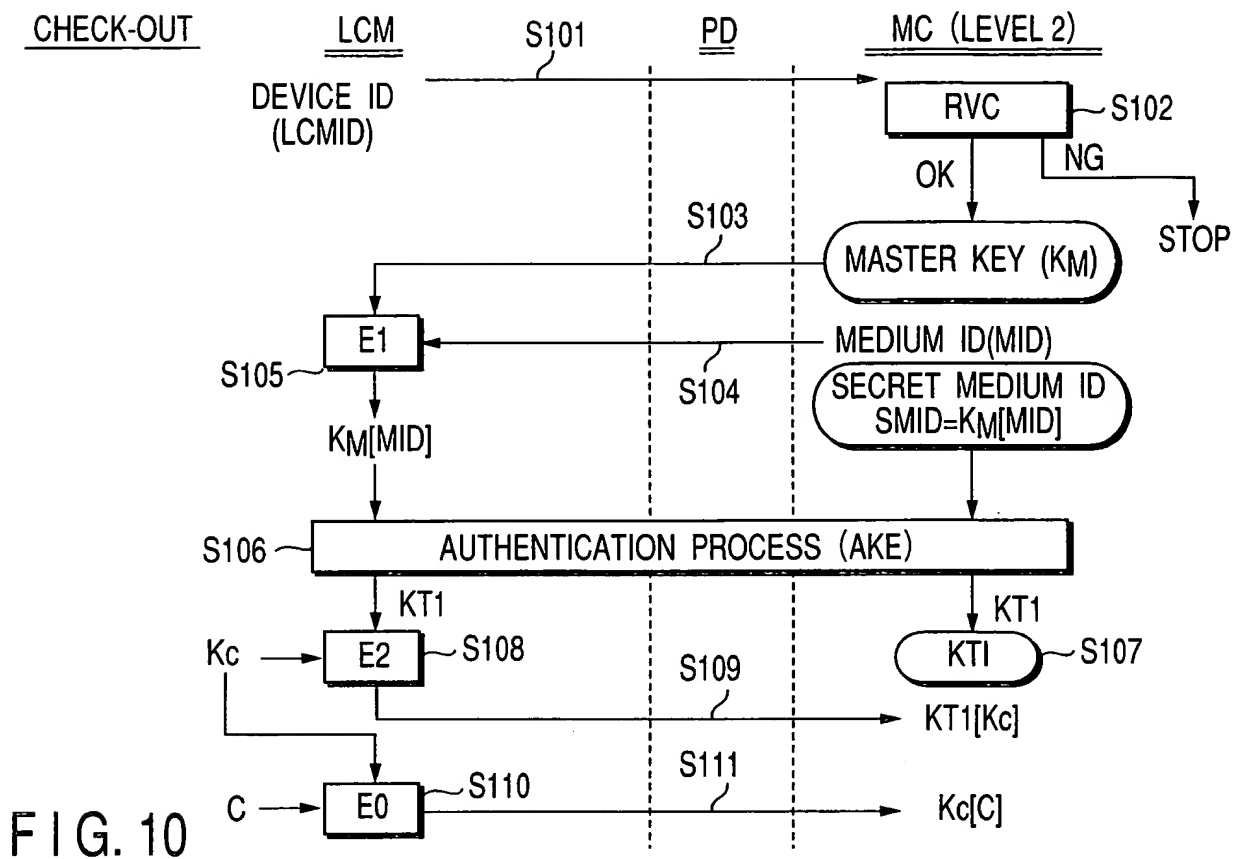 CHECK-OUT
LCM
S101
PD
MC (LEVEL 2)
DEVICE ID
(LCMID)
RVC
S102
OK
NG
STOP
S103
MASTER KEY (KM)
E1
S105
MEDIUM ID(MID)
S104
SECRET MEDIUM ID
SMID=KM[MID]
KM[MID]
S106
AUTHENTICATION PROCESS (AKE)
KT1
KT1
Kc
E2
S108
KTI
S107
S109
KT1[Kc]
C
E0
S110
S111
Kc[C]
FIG. 10